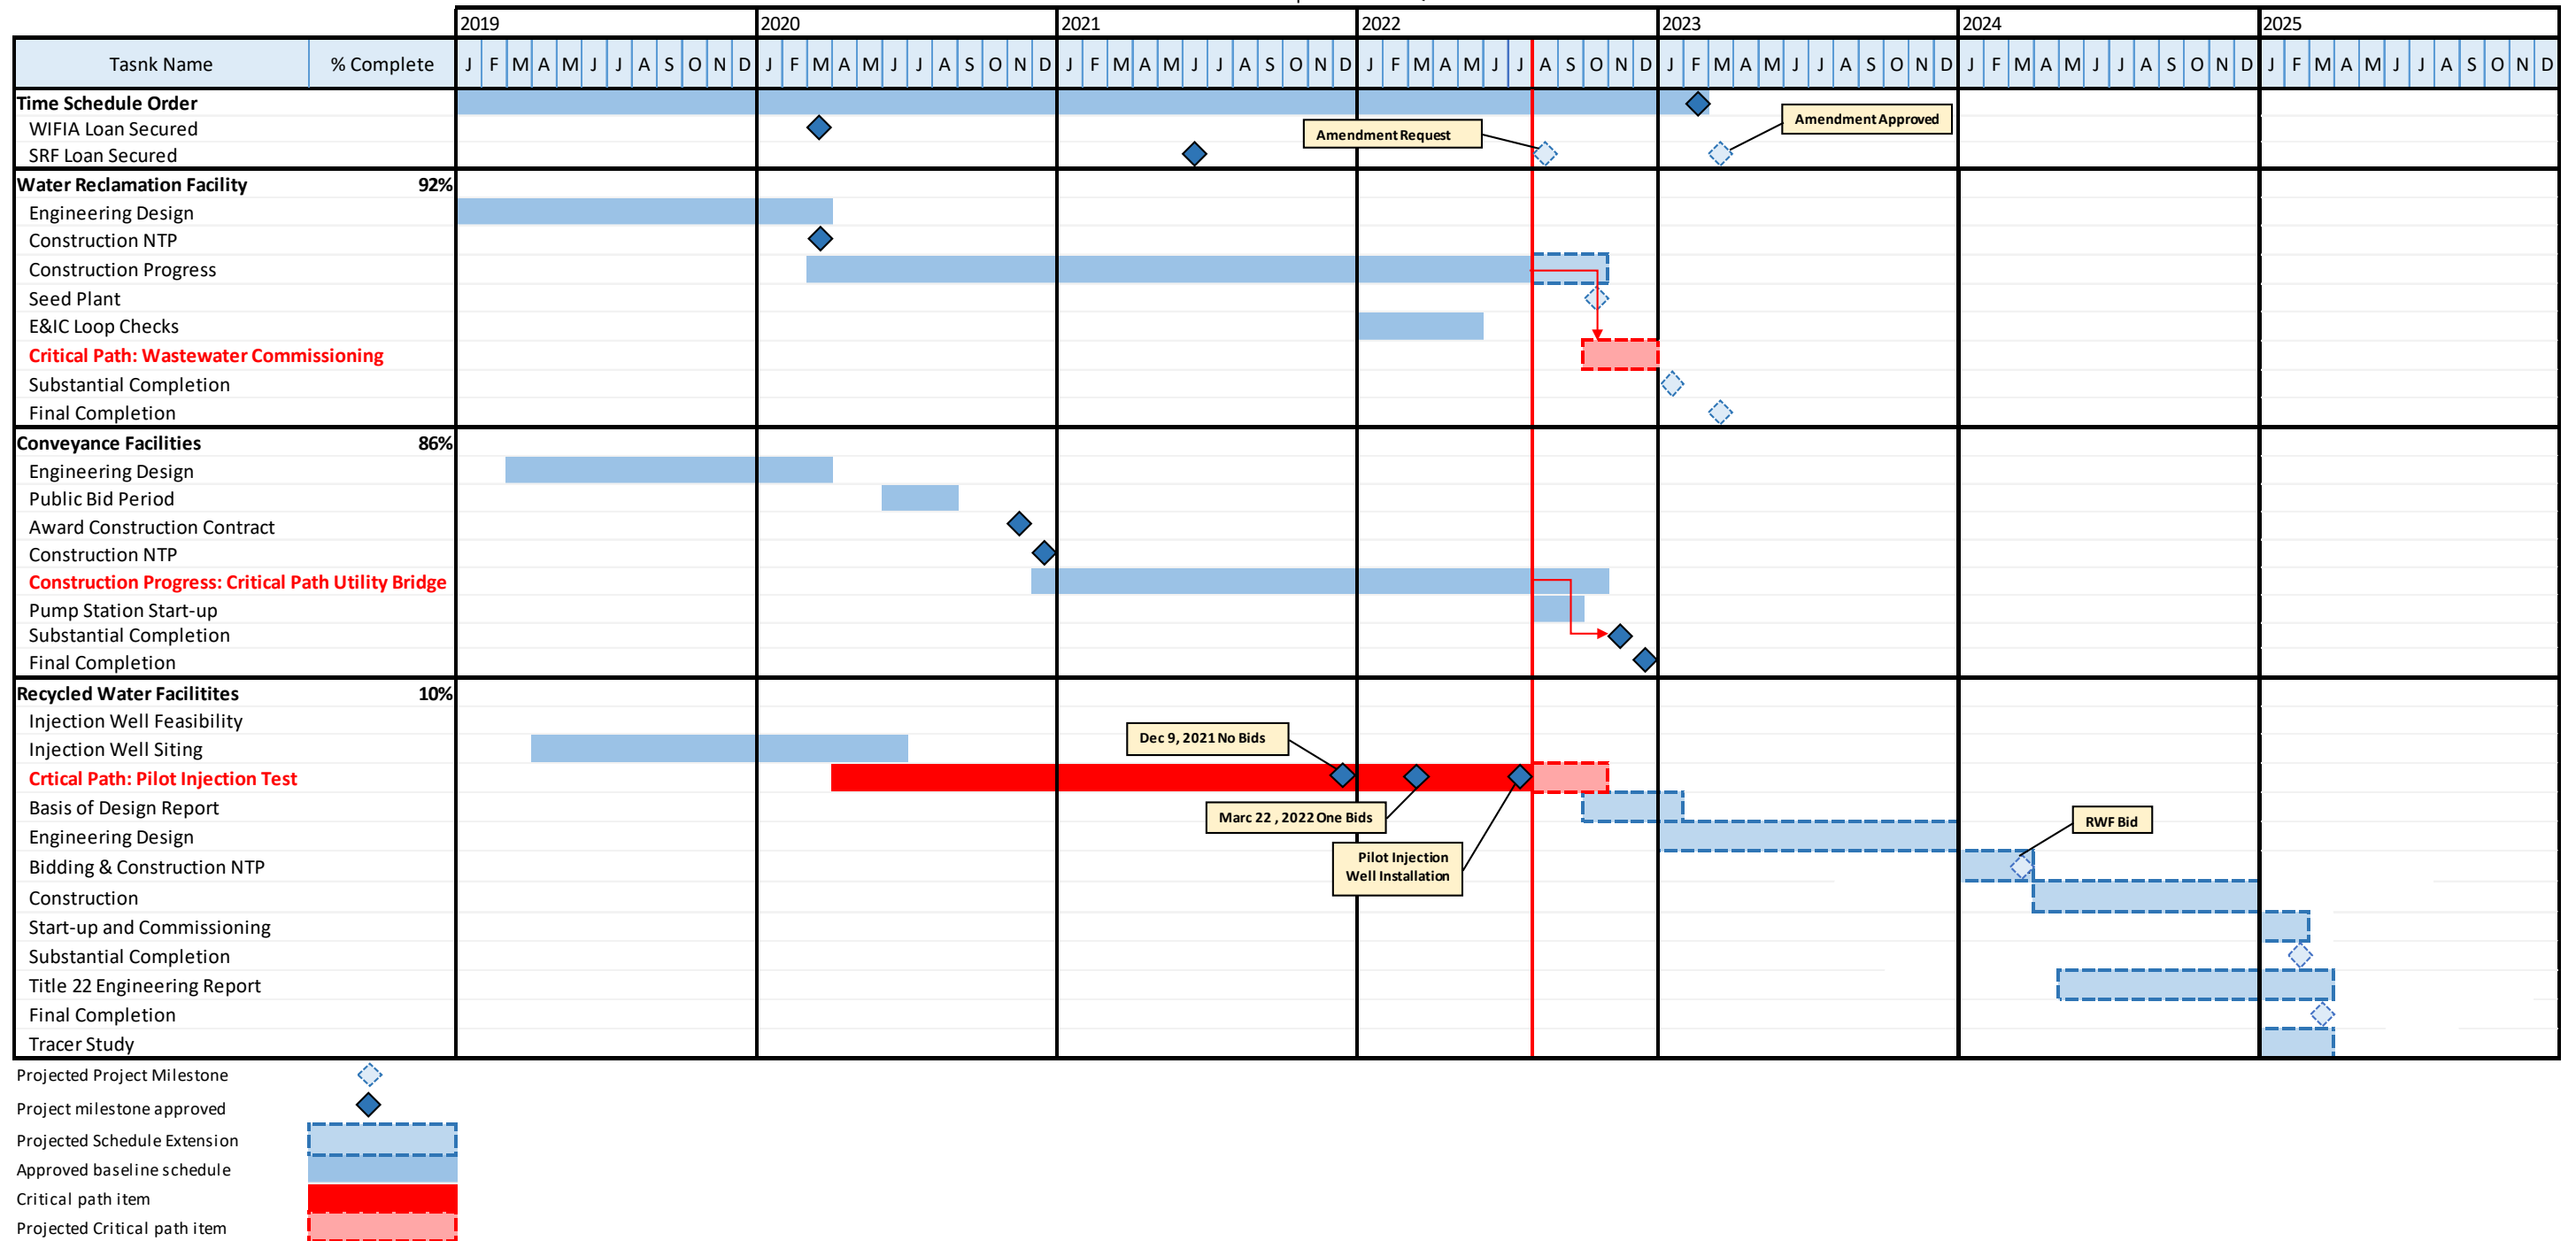 2019 2020 2021 2022 2023 2024 2025
Tasnk Name % Complete J F M A M J J A S O N D J F M A M J J A S O N D J F M A M J J A S O N D J F M A M J J A S O N D J F M A M J J A S O N D J F M A M J J A S O N D J F M A M J J A S O N D
Time Schedule Order
WIFIA Loan Secured
Amendment Request
Amendment Approved
SRF Loan Secured
Water Reclamation Facility 92%
Engineering Design
Construction NTP
Construction Progress
Seed Plant
E&IC Loop Checks
Critical Path: Wastewater Commissioning
Substantial Completion
Final Completion
Conveyance Facilities 86%
Engineering Design
Public Bid Period
Award Construction Contract
Construction NTP
Construction Progress: Critical Path Utility Bridge
Pump Station Start-up
Substantial Completion
Final Completion
Recycled Water Facilitites 10%
Injection Well Feasibility
Injection Well Siting
Dec 9, 2021 No Bids
Crtical Path: Pilot Injection Test
Basis of Design Report
Marc 22 , 2022 One Bids
RWF Bid
Engineering Design
Pilot Injection
Well Installation
Bidding & Construction NTP
Construction
Start-up and Commissioning
Substantial Completion
Title 22 Engineering Report
Final Completion
Tracer Study
Projected Project Milestone
Project milestone approved
Projected Schedule Extension
Approved baseline schedule
Critical path item
Projected Critical path item